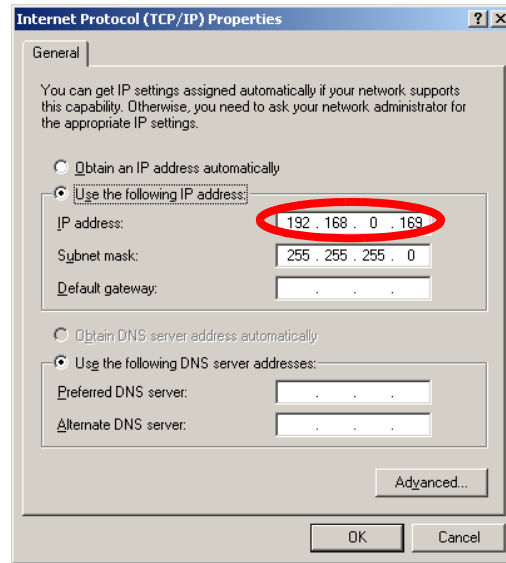 Internet Protocol (TCP/IP) Properties
General
You can get IP settings assigned automatically if your network supports
this capability. Otherwise, you need to ask your network administrator for
the appropriate IP settings.
Obtain an IP address automatically
Use the following IP address:
IP address: 192 . 168 . 0 . 169
Subnet mask: 255 . 255 . 255 . 0
Default gateway: . . .
Obtain DNS server address automatically
Use the following DNS server addresses:
Preferred DNS server: . . .
Alternate DNS server: . . .
Advanced...
OK Cancel